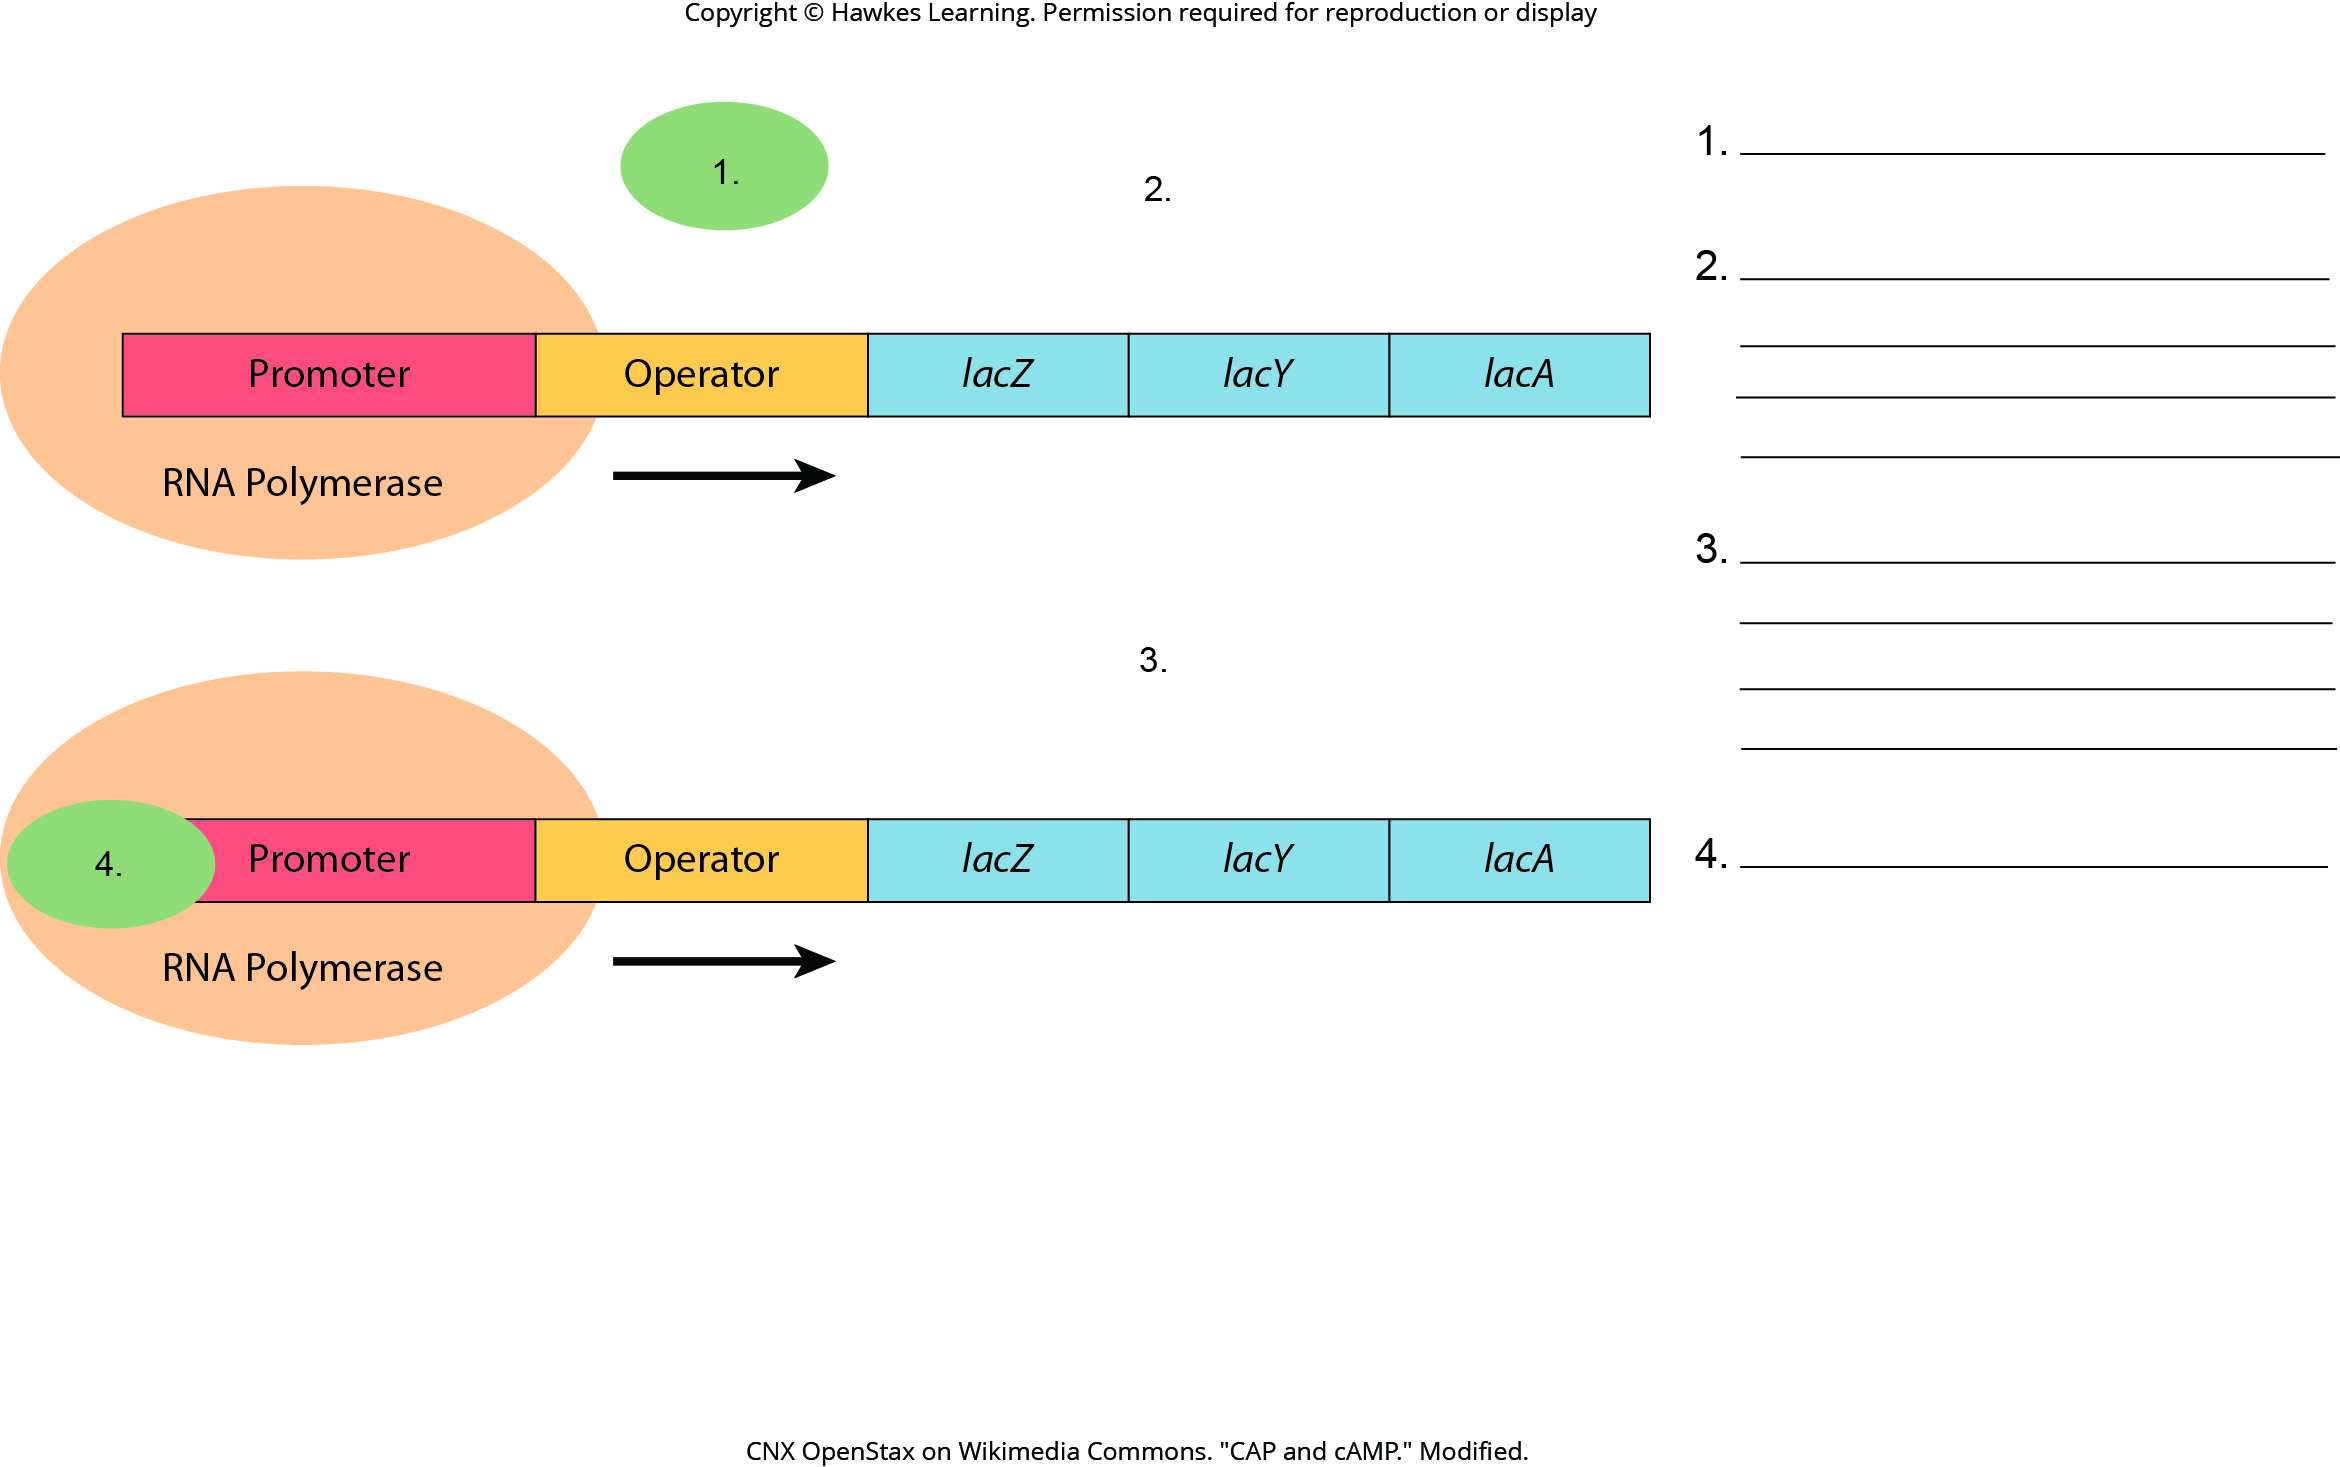 Copyright © Hawkes Learning. Permission required for reproduction or display
1.
2.
Promoter
Operator
lacZ
lacY
lacA
RNA Polymerase
3.
4.
Promoter
Operator
lacZ
lacY
lacA
RNA Polymerase
1.
2.
3.
4.
CNX OpenStax on Wikimedia Commons. "CAP and cAMP." Modified.